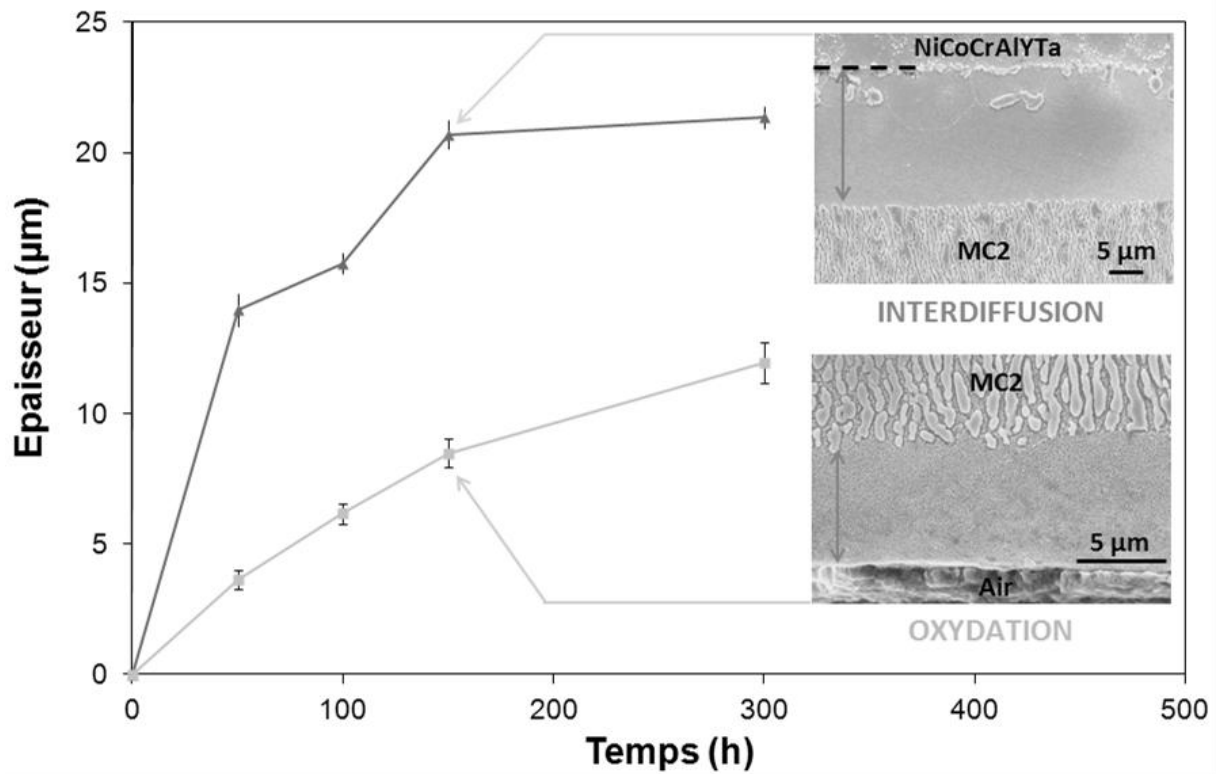 Epaisseur (µm)
25
20
15
10
5
0
0
100
200
300
400
500
Temps (h)
NiCoCrAlYTa
MC2
5 µm
INTERDIFFUSION
MC2
5 µm
Air
OXYDATION